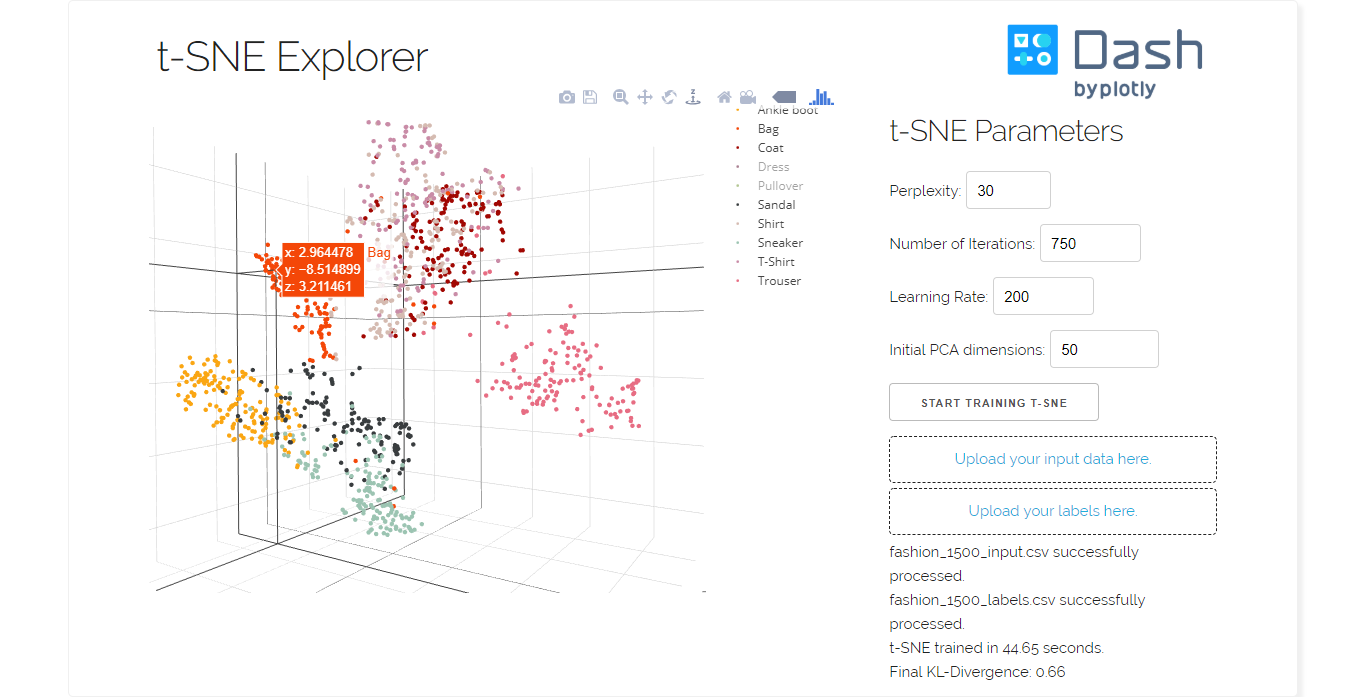 t-SNE Explorer
Dash
by plotly
Ankle boot
Bag
Coat
Dress
Pullover
Sandal
Shirt
Sneaker
T-Shirt
Trouser
x: 2.964478
y: −8.514899
z: 3.211461
Bag
t-SNE Parameters
Perplexity: 30
Number of Iterations: 750
Learning Rate: 200
Initial PCA dimensions: 50
START TRAINING T-SNE
Upload your input data here.
Upload your labels here.
fashion_1500_input.csv successfully
processed.
fashion_1500_labels.csv successfully
processed.
t-SNE trained in 44.65 seconds.
Final KL-Divergence: 0.66